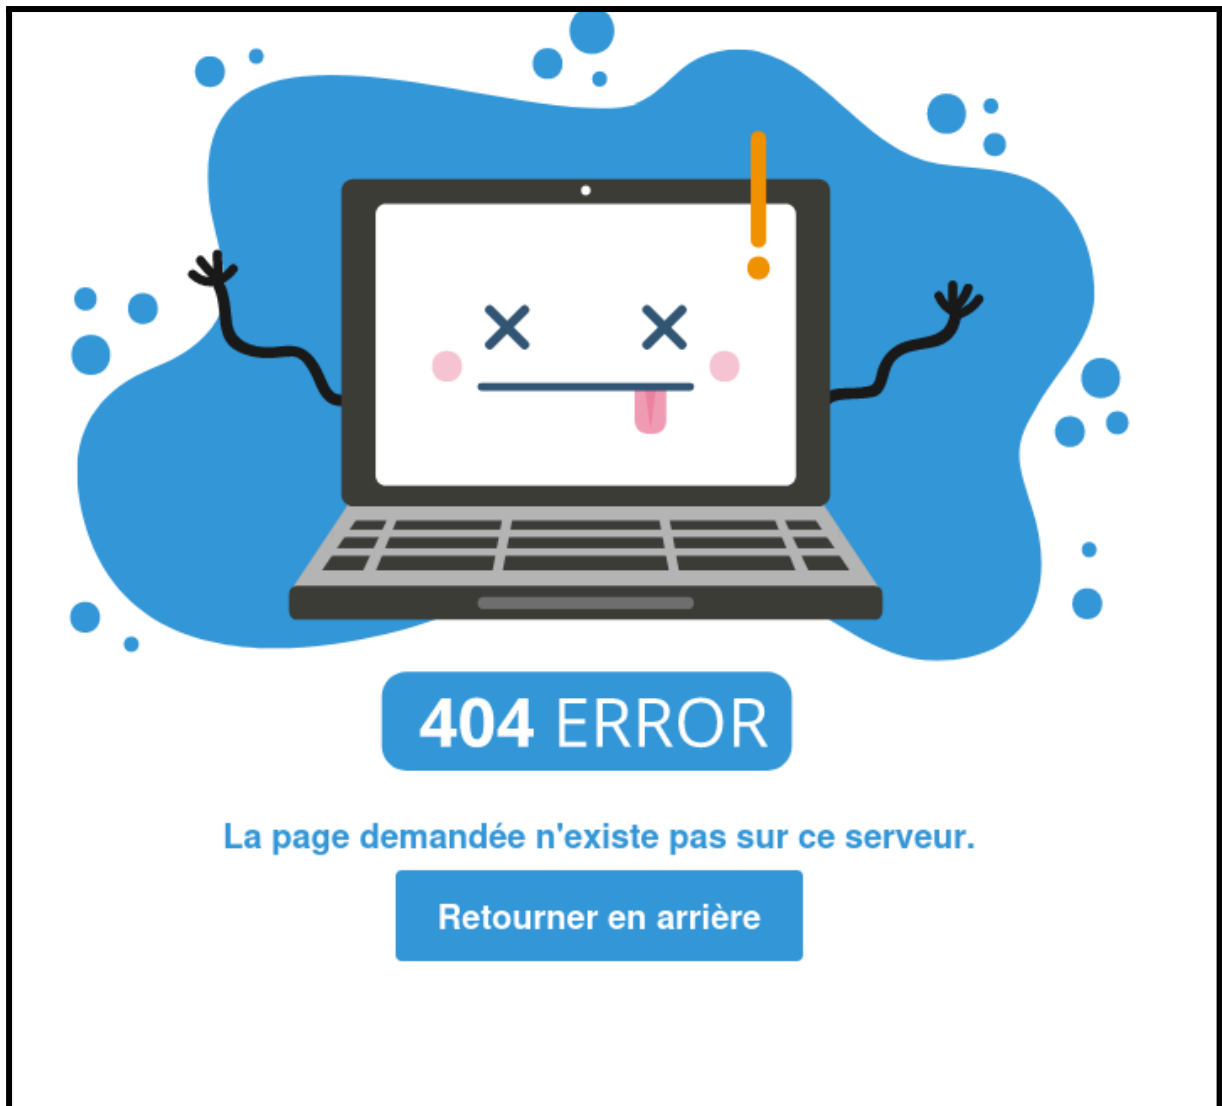 404 ERROR
La page demandée n'existe pas sur ce serveur.
Retourner en arrière